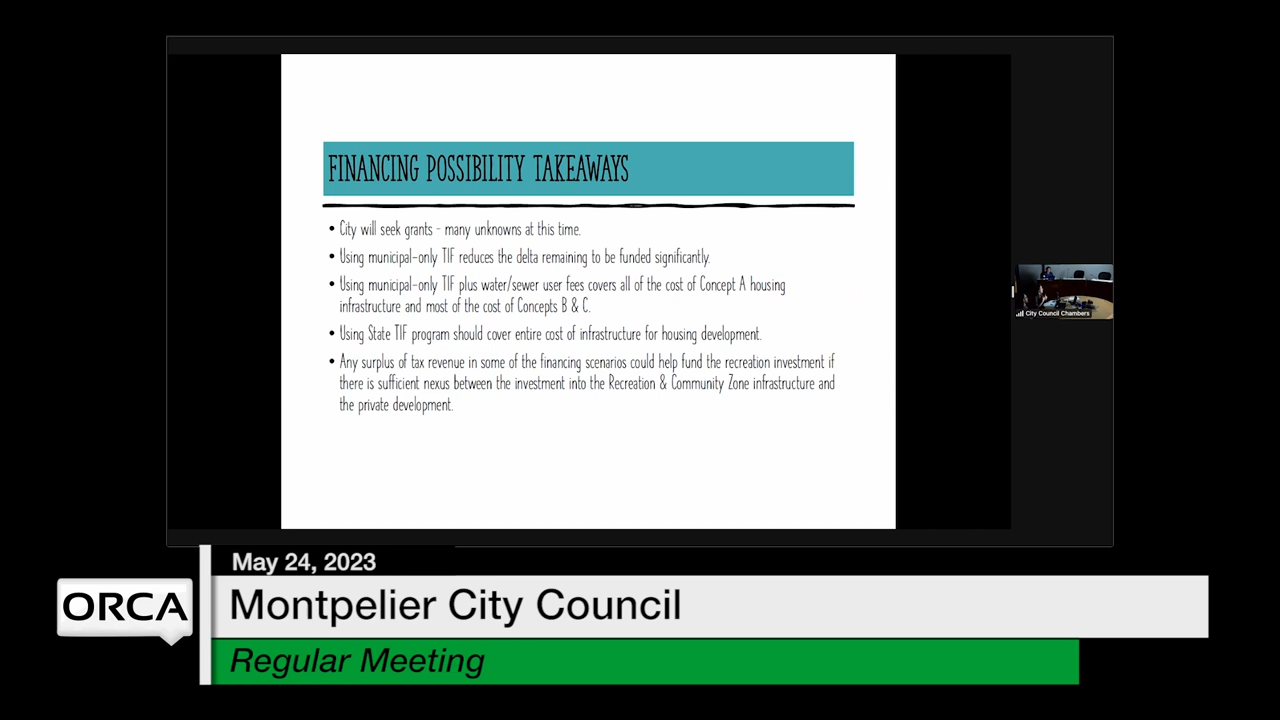 FINANCING POSSIBILITY TAKEAWAYS
• City will seek grants - many unknowns at this time.
• Using municipal-only TIF reduces the delta remaining to be funded significantly.
• Using municipal-only TIF plus water/sewer user fees covers all of the cost of Concept A housing
infrastructure and most of the cost of Concepts B & C.
• Using State TIF program should cover entire cost of infrastructure for housing development.
• Any surplus of tax revenue in some of the financing scenarios could help fund the recreation investment if
there is sufficient nexus between the investment into the Recreation & Community Zone infrastructure and
the private development.
City Council Chambers
May 24, 2023
ORCA
Montpelier City Council
Regular Meeting